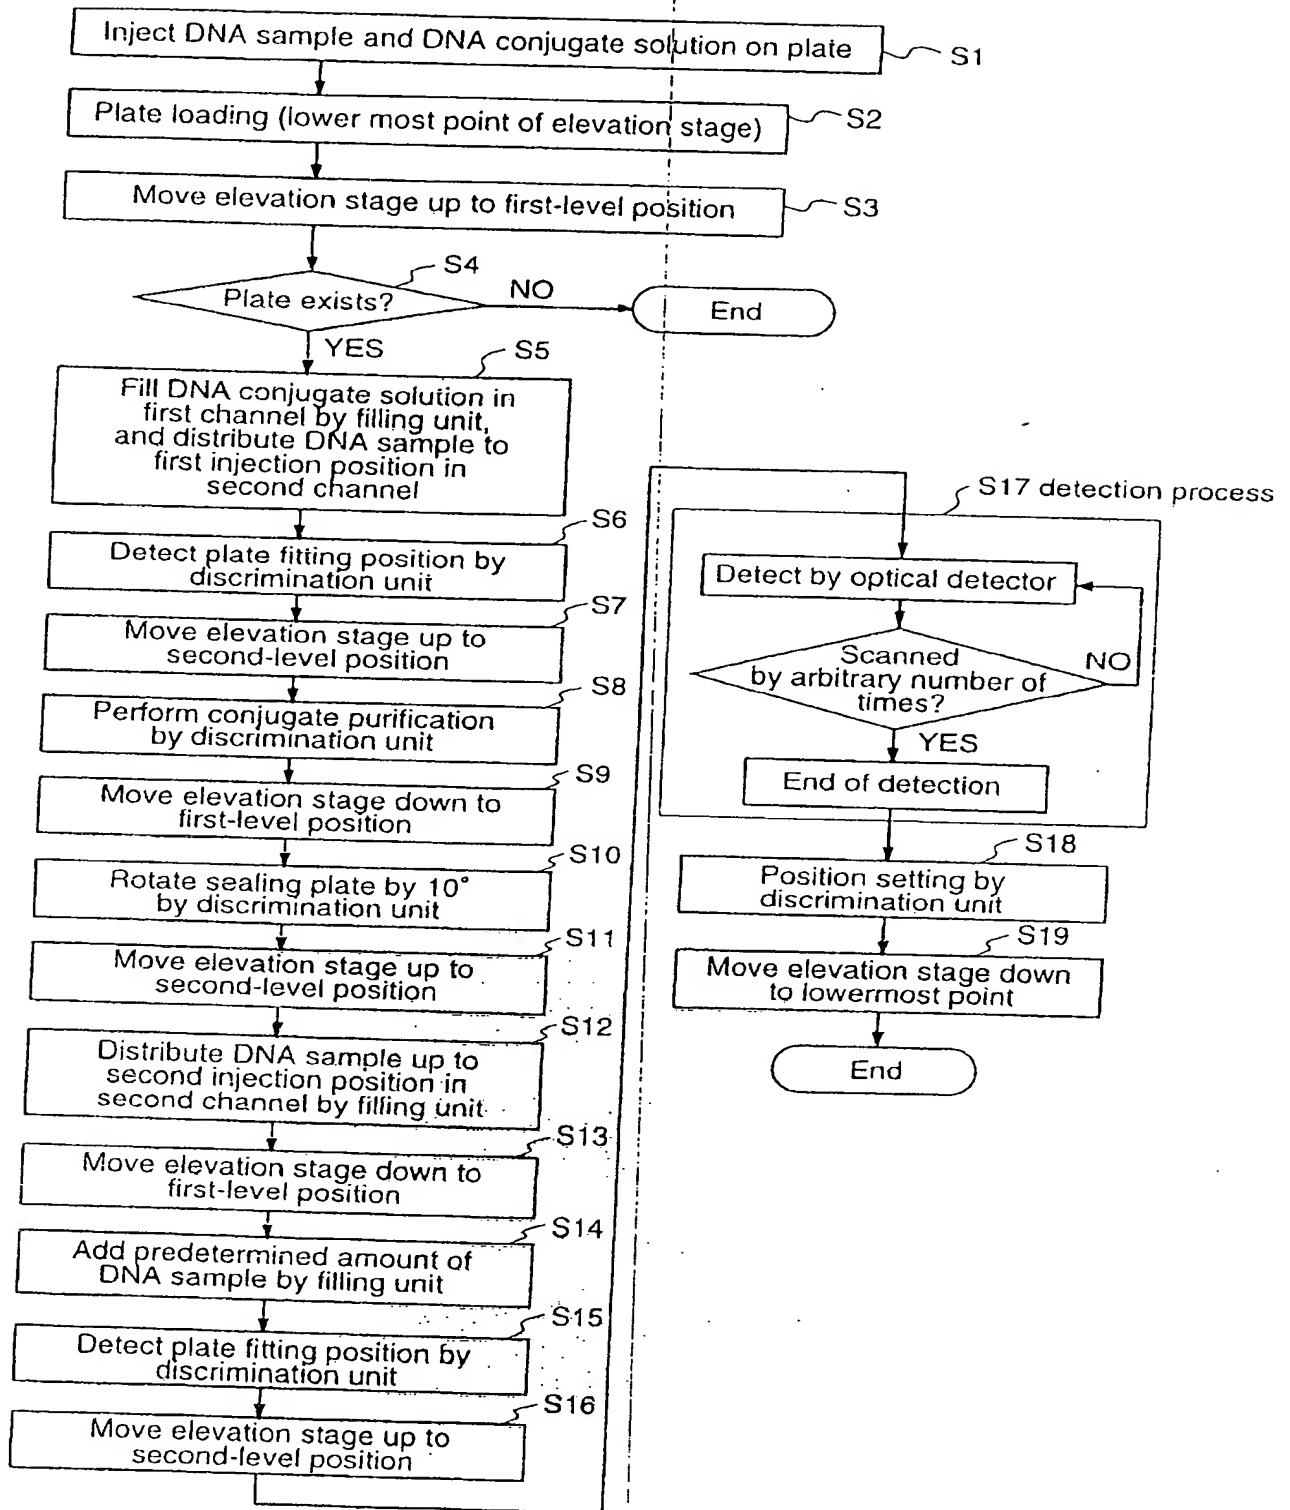 Inject DNA sample and DNA conjugate solution on plate
S1
Plate loading (lower most point of elevation stage)
S2
Move elevation stage up to first-level position
S3
S4
Plate exists?
NO
End
YES
S5
Fill DNA conjugate solution in
first channel by filling unit,
and distribute DNA sample to
first injection position in
second channel
S6
Detect plate fitting position by
discrimination unit
S7
Move elevation stage up to
second-level position
S8
Perform conjugate purification
by discrimination unit
S9
Move elevation stage down to
first-level position
S10
Rotate sealing plate by 10°
by discrimination unit
S11
Move elevation stage up to
second-level position
S12
Distribute DNA sample up to
second injection position in
second channel by filling unit
S13
Move elevation stage down to
first-level position
S14
Add predetermined amount of
DNA sample by filling unit
S15
Detect plate fitting position by
discrimination unit
S16
Move elevation stage up to
second-level position
S17 detection process
Detect by optical detector
Scanned
by arbitrary number of
times?
NO
YES
End of detection
S18
Position setting by
discrimination unit
S19
Move elevation stage down
to lowermost point
End